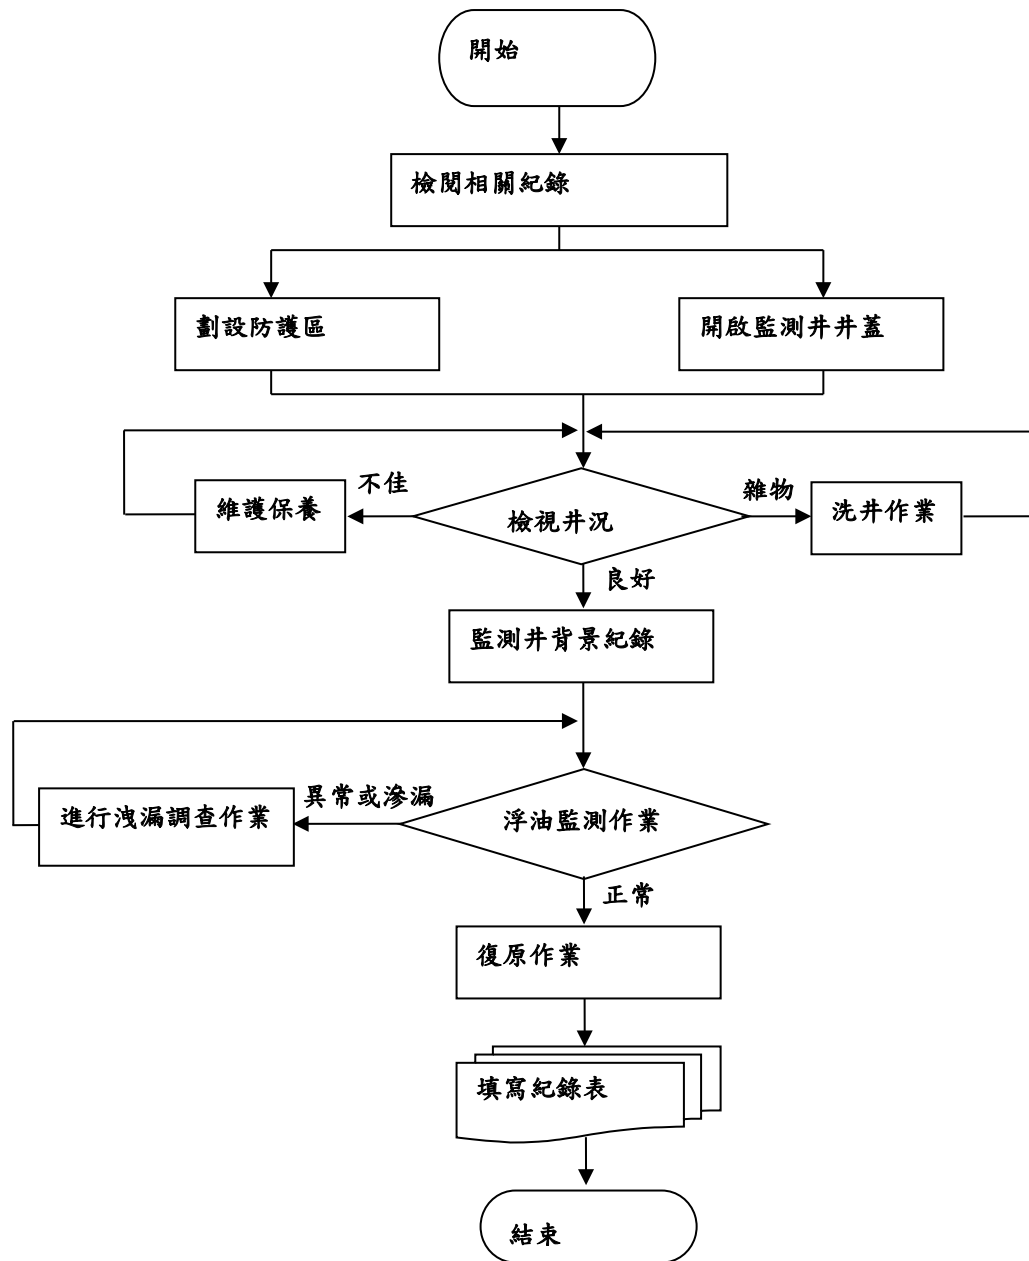 開始
檢閱相關紀錄
劃設防護區
開啟監測井井蓋
不佳
雜物
維護保養
檢視井況
洗井作業
良好
監測井背景紀錄
異常或滲漏
進行洩漏調查作業
浮油監測作業
正常
復原作業
填寫紀錄表
結束